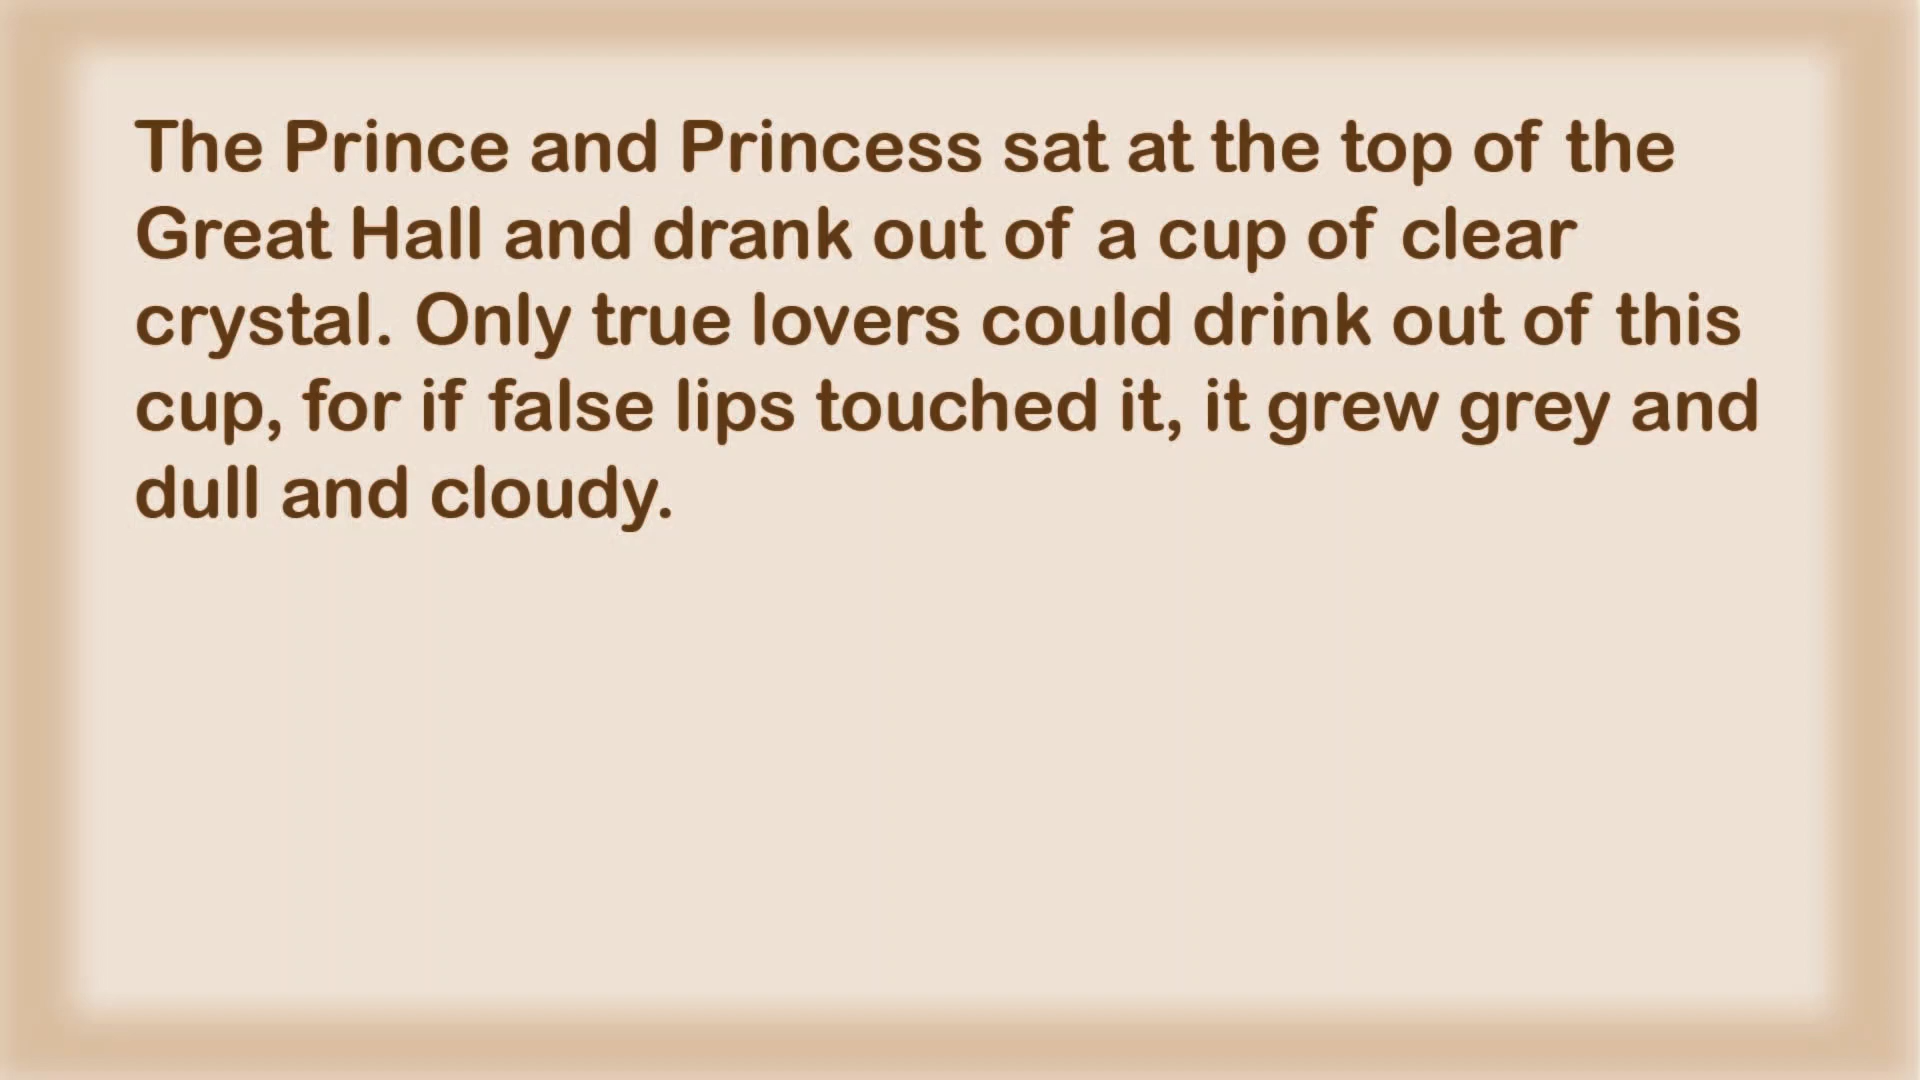 The Prince and Princess sat at the top of the
Great Hall and drank out of a cup of clear
crystal. Only true lovers could drink out of this
cup, for if false lips touched it, it grew grey and
dull and cloudy.